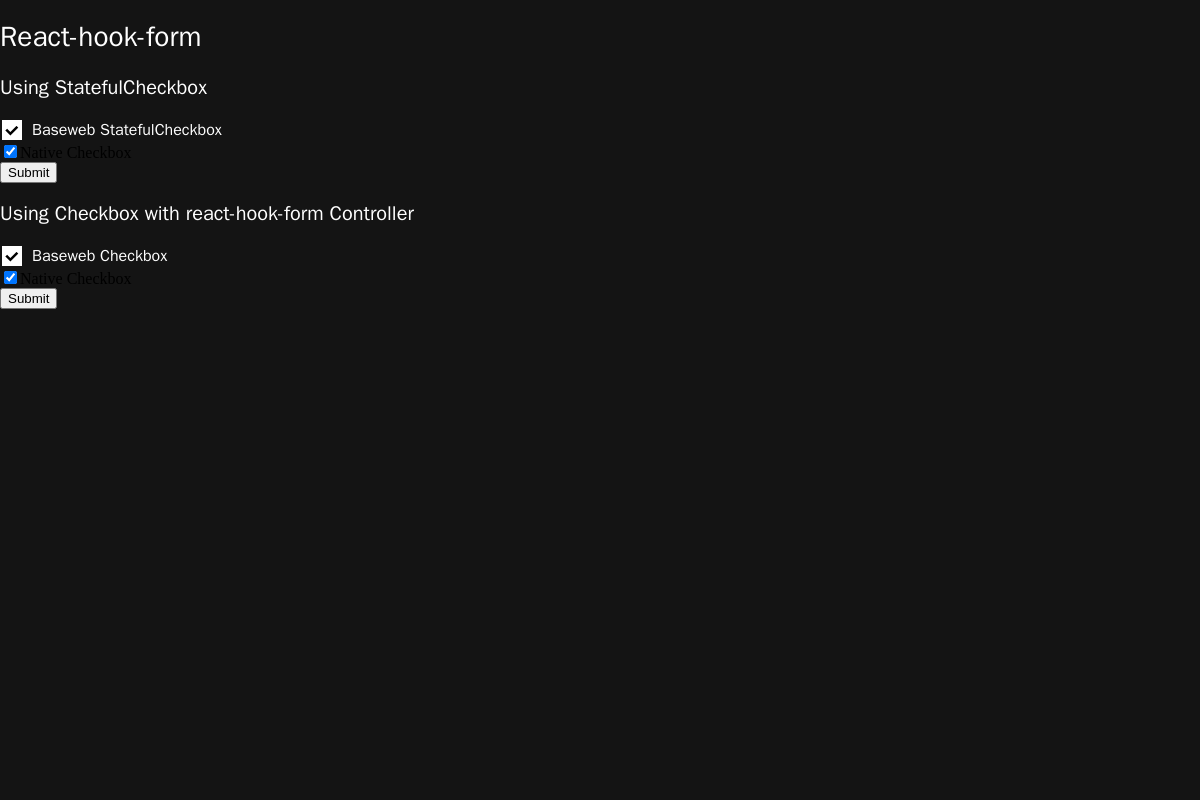 React-hook-form
Using StatefulCheckbox
Baseweb StatefulCheckbox
Native Checkbox
Submit
Using Checkbox with react-hook-form Controller
Baseweb Checkbox
Native Checkbox
Submit